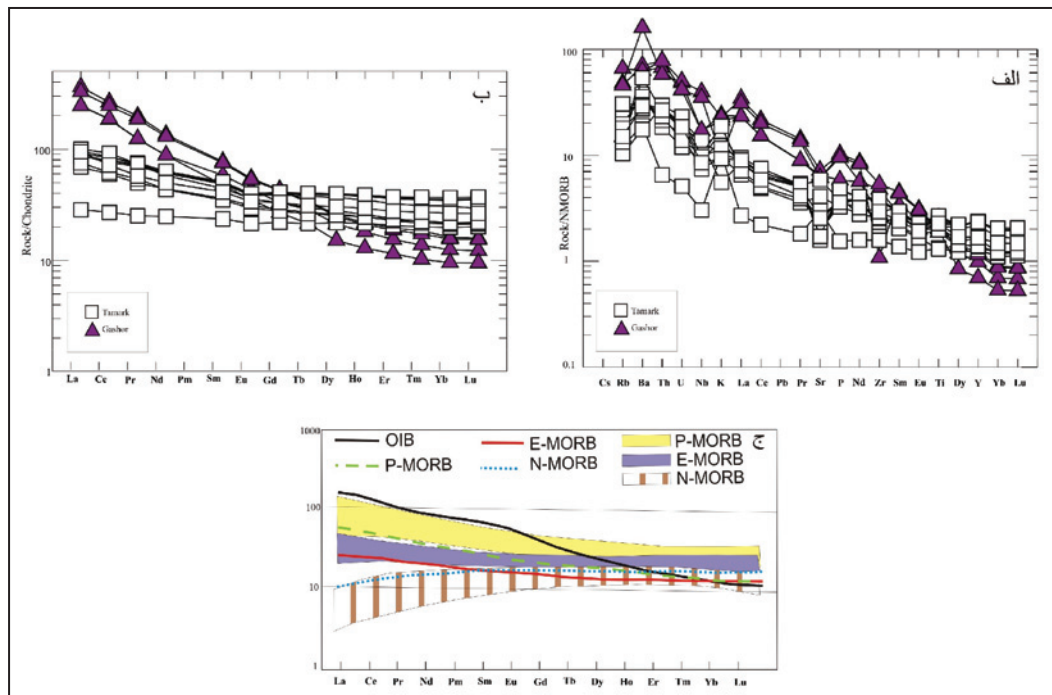 ب
Rock/Chondrite
100
10
1
Tamark
Gushor
La Ce Pr Nd Pm Sm Eu Gd Tb Dy Ho Er Tm Yb Lu
الف
Rock/NMORB
100
10
1
0.1
Tamark
Gushor
Cs Rb Ba Th U Nb K La Ce Pb Pr Sr P Nd Zr Sm Eu Ti Dy Y Yb Lu
ج
OIB E-MORB P-MORB
P-MORB N-MORB E-MORB
N-MORB
1000
100
10
1
La Ce Pr Nd Pm Sm Eu Gd Tb Dy Ho Er Tm Yb Lu